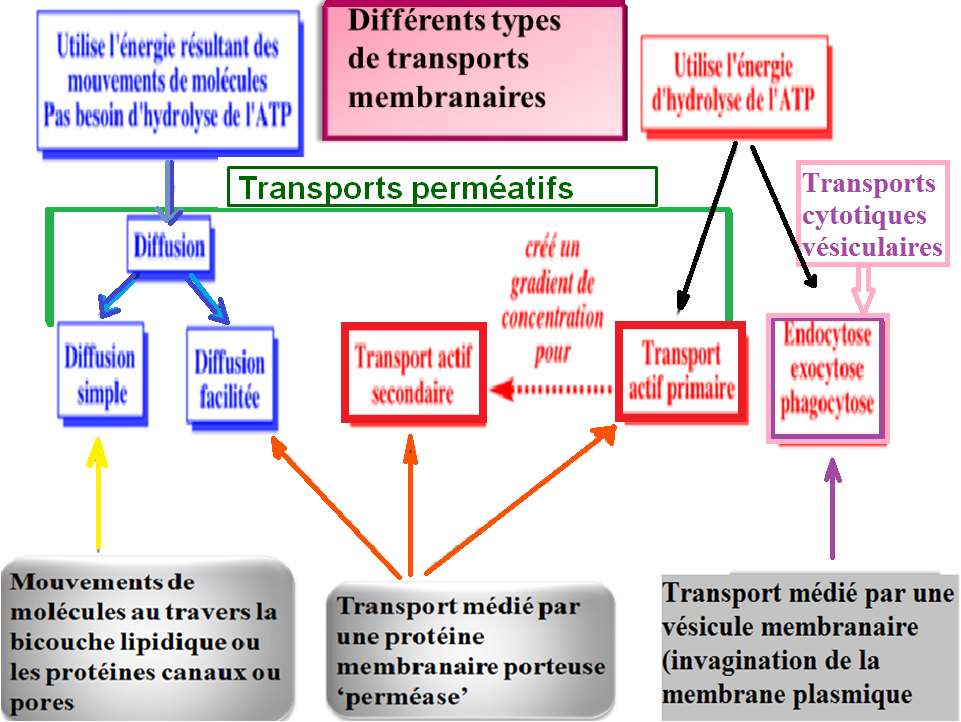 Différents types
de transports
membranaires
Utilise l'énergie résultant des
mouvements de molécules
Pas besoin d'hydrolyse de l'ATP
Utilise l'énergie
d'hydrolyse de l'ATP
Transports perméatifs
Transports
cytotiques
vésiculaires
Diffusion
créé un
gradient de
concentration
pour
Diffusion
simple
Diffusion
facilitée
Transport actif
secondaire
Transport
actif primaire
Endocytose
exocytose
phagocytose
Mouvements de
molécules au travers la
bicouche lipidique ou
les protéines canaux ou
pores
Transport médié par
une protéine
membranaire porteuse
‘perméase’
Transport médié par une
vésicule membranaire
(invagination de la
membrane plasmique